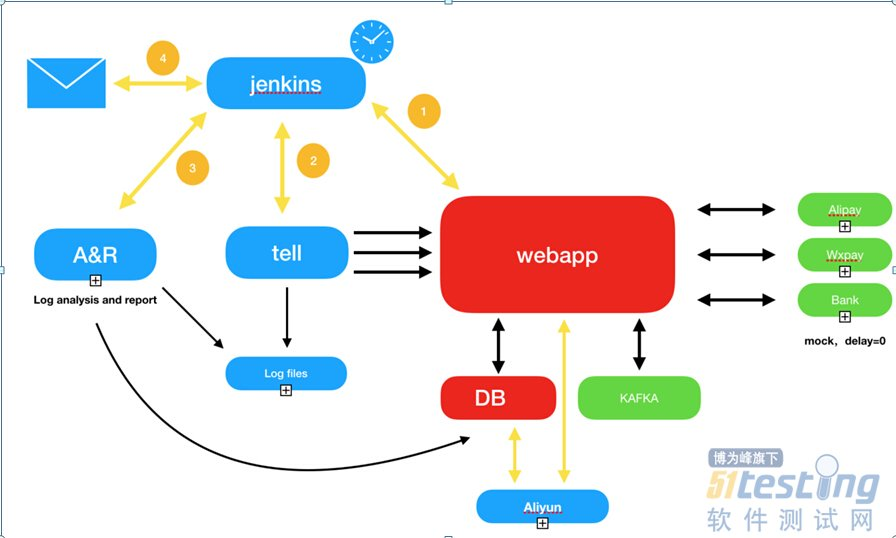 4
jenkins
1
3
2
A&R
tell
webapp
Alipay
Wxpay
Bank
Log analysis and report
mock，delay=0
Log files
DB
KAFKA
Aliyun
博为峰旗下
51testing
软件测试网